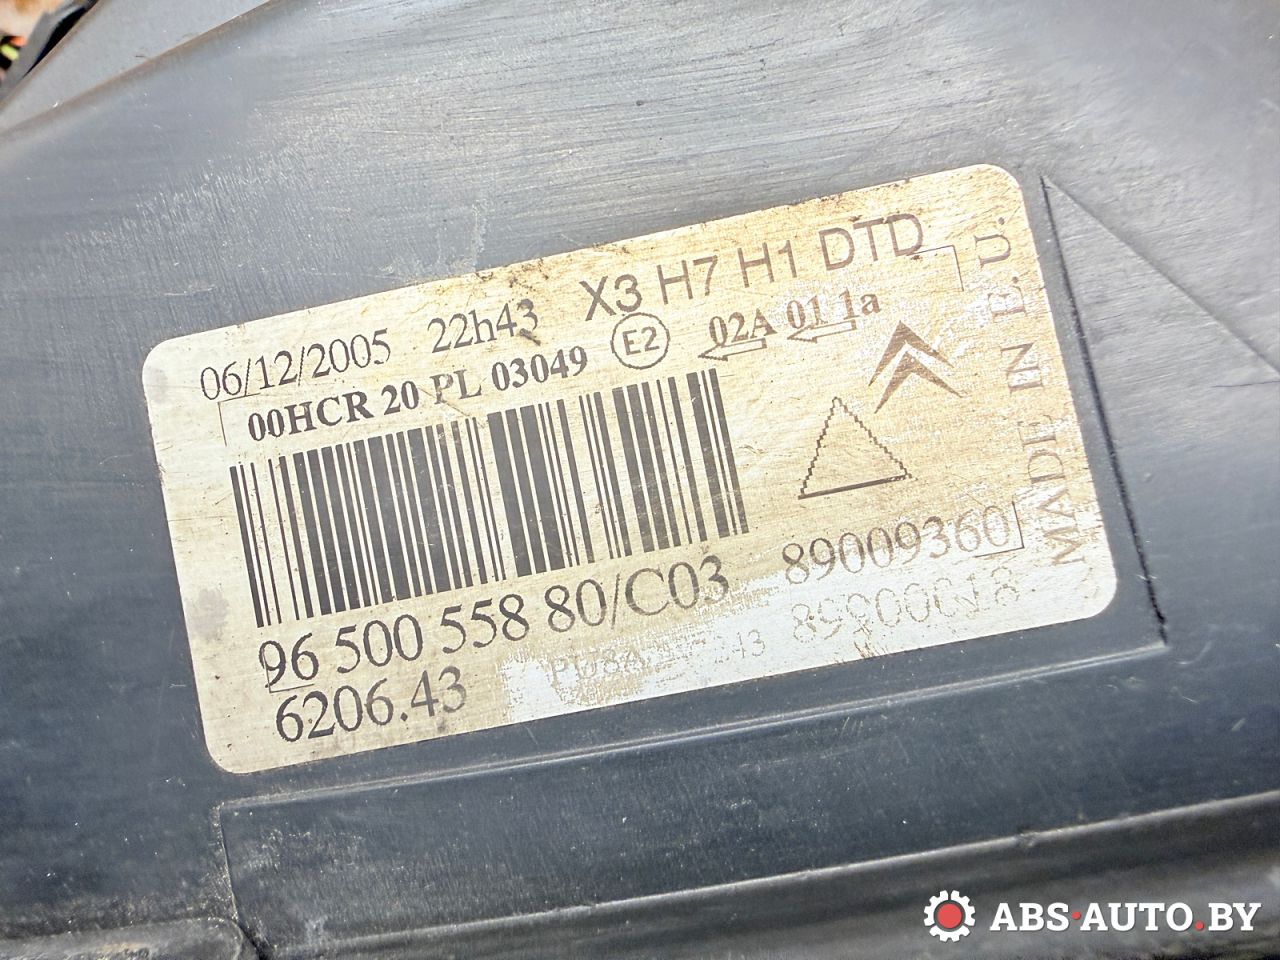 06/12/2005 22h43 X3 H7 H1 DTD
00HCR 20 PL 03049 E2 02A 01 1a
96 500 558 80/C03 89009360
6206.43
MADE IN E.U.
ABS·AUTO.BY